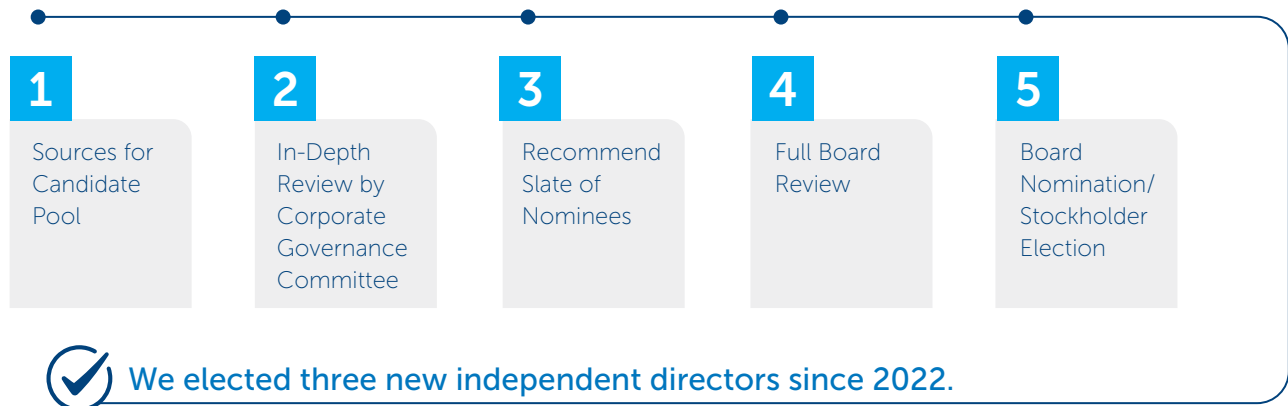 1
Sources for
Candidate
Pool
2
In-Depth
Review by
Corporate
Governance
Committee
3
Recommend
Slate of
Nominees
4
Full Board
Review
5
Board
Nomination/
Stockholder
Election
We elected three new independent directors since 2022.